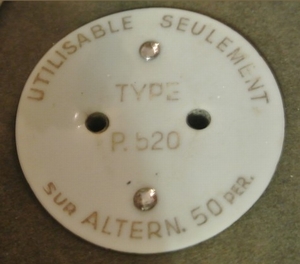 UTILISABLE SEULEMENT
TYPE
P. 520
SUR ALTERN. 50 PER.